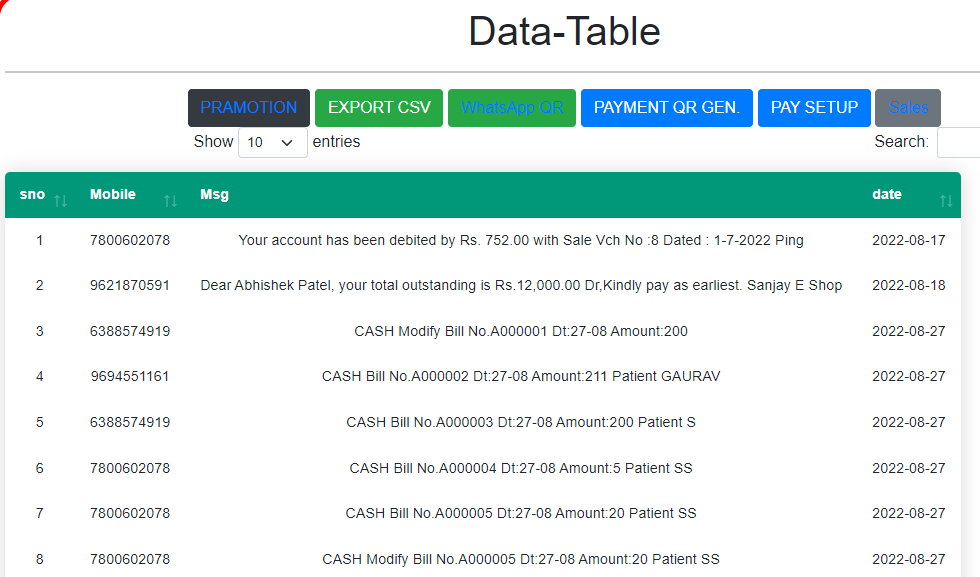 Data-Table
PRAMOTION EXPORT CSV WhatsApp QR PAYMENT QR GEN. PAY SETUP Sales
Show 10 entries Search:
sno Mobile Msg date
1 7800602078 Your account has been debited by Rs. 752.00 with Sale Vch No :8 Dated : 1-7-2022 Ping 2022-08-17
2 9621870591 Dear Abhishek Patel, your total outstanding is Rs.12,000.00 Dr,Kindly pay as earliest. Sanjay E Shop 2022-08-18
3 6388574919 CASH Modify Bill No.A000001 Dt:27-08 Amount:200 2022-08-27
4 9694551161 CASH Bill No.A000002 Dt:27-08 Amount:211 Patient GAURAV 2022-08-27
5 6388574919 CASH Bill No.A000003 Dt:27-08 Amount:200 Patient S 2022-08-27
6 7800602078 CASH Bill No.A000004 Dt:27-08 Amount:5 Patient SS 2022-08-27
7 7800602078 CASH Bill No.A000005 Dt:27-08 Amount:20 Patient SS 2022-08-27
8 7800602078 CASH Modify Bill No.A000005 Dt:27-08 Amount:20 Patient SS 2022-08-27